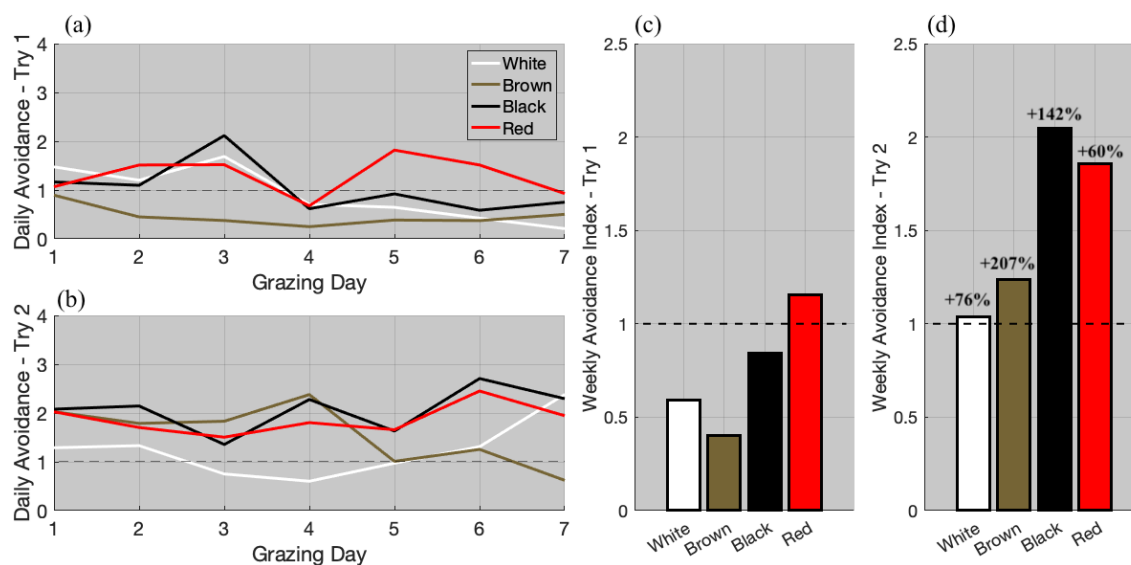 (a)
Daily Avoidance - Try 1
4
3
2
1
0
White
Brown
Black
Red
1 2 3 4 5 6 7
Grazing Day
(b)
Daily Avoidance - Try 2
4
3
2
1
0
1 2 3 4 5 6 7
Grazing Day
(c)
Weekly Avoidance Index - Try 1
2.5
2
1.5
1
0.5
0
White Brown Black Red
(d)
Weekly Avoidance Index - Try 2
2.5
2
1.5
1
0.5
0
+76%
+207%
+142%
+60%
White Brown Black Red